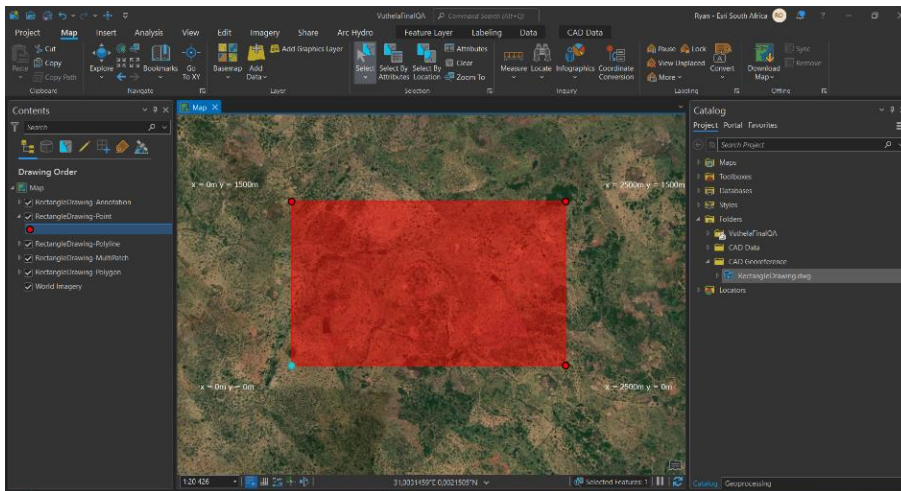 VuthelaFinalQA
Command Search (Alt+Q)
Ryan - Esri South Africa
RO
?
Project Map Insert Analysis View Edit Imagery Share Arc Hydro Feature Layer Labeling Data CAD Data
Cut
Copy
Copy Path
Paste
Explore
Bookmarks
Go To XY
Basemap
Add Data
Add Graphics Layer
Select
Select By Attributes
Select By Location
Attributes
Clear
Zoom To
Measure
Locate
Infographics
Coordinate Conversion
Pause
Lock
View Unplaced
More
Convert
Download Map
Sync
Remove
Clipboard
Navigate
Layer
Selection
Inquiry
Labeling
Offline
Contents
Search
Drawing Order
Map
RectangleDrawing-Annotation
RectangleDrawing-Point
RectangleDrawing-Polyline
RectangleDrawing-MultiPatch
RectangleDrawing-Polygon
World Imagery
Map
x = 0m y = 1500m
x = 2500m y = 1500m
x = 0m y = 0m
x = 2500m y = 0m
1:20 426
31,0031459°E 0,0021505°N
Selected Features: 1
Catalog
Project Portal Favorites
Search Project
Maps
Toolboxes
Databases
Styles
Folders
VuthelaFinalQA
CAD Data
CAD Georeference
RectangleDrawing.dwg
Locators
Catalog Geoprocessing